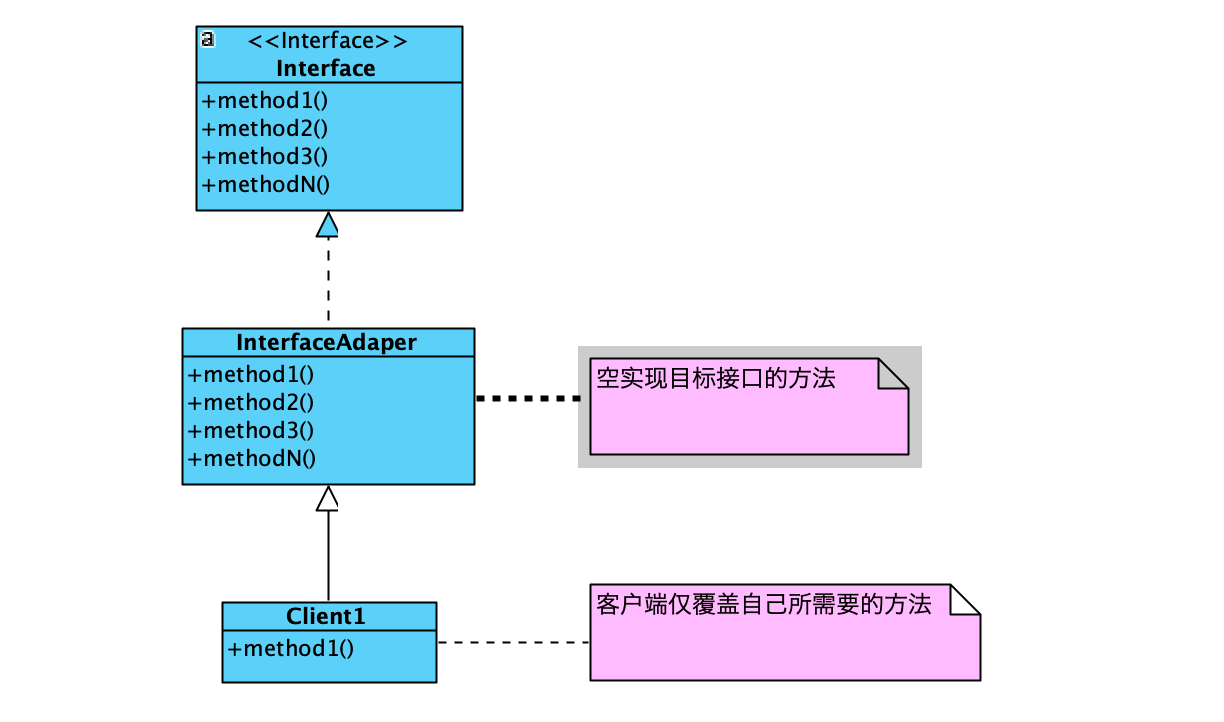 a
<<Interface>>
Interface
+method1()
+method2()
+method3()
+methodN()
InterfaceAdaper
+method1()
+method2()
+method3()
+methodN()
空实现目标接口的方法
Client1
+method1()
客户端仅覆盖自己所需要的方法